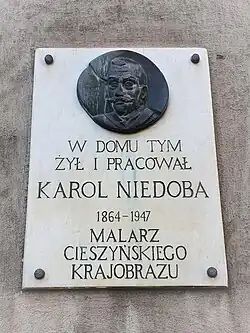 W DOMU TYM
ŻYŁ I PRACOWAŁ
KAROL NIEDOBA
1864-1947
MALARZ
CIESZYŃSKIEGO
KRAJOBRAZU